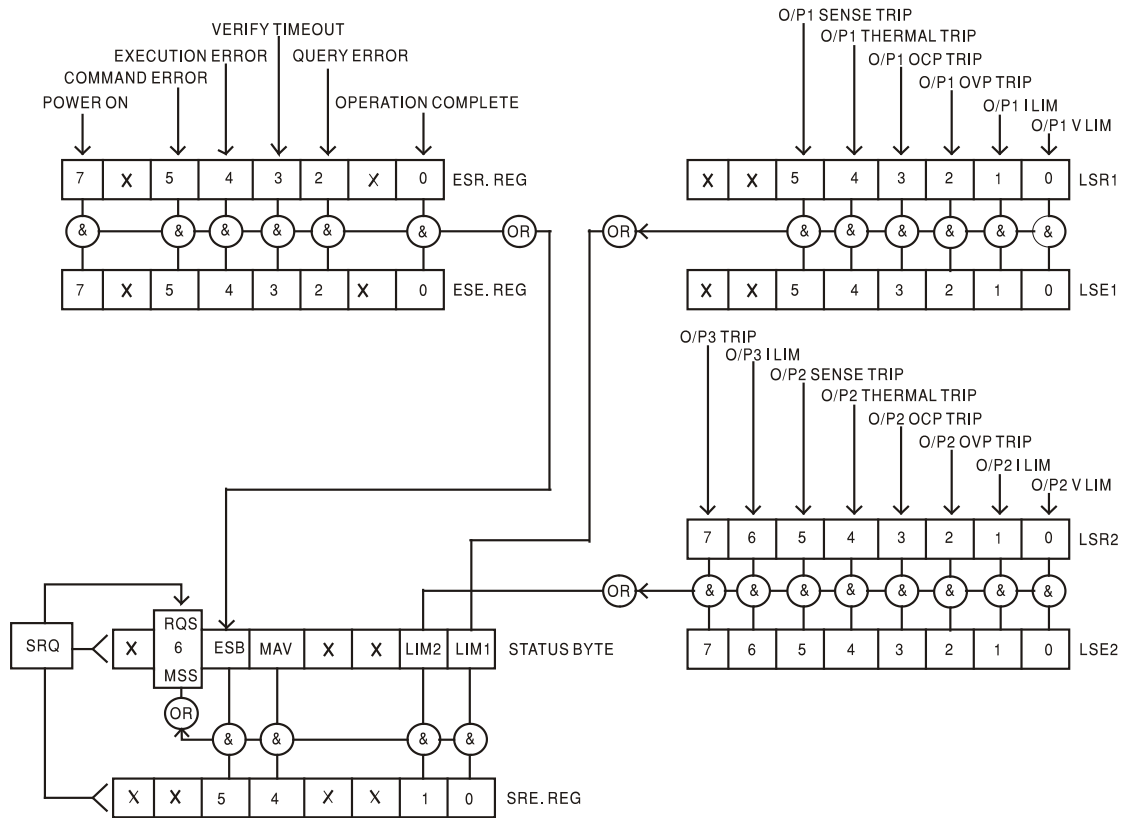 VERIFY TIMEOUT
EXECUTION ERROR QUERY ERROR
COMMAND ERROR
POWER ON OPERATION COMPLETE
7 X 5 4 3 2 X 0 ESR. REG
& & & & & & OR
7 X 5 4 3 2 X 0 ESE. REG
O/P1 SENSE TRIP
O/P1 THERMAL TRIP
O/P1 OCP TRIP
O/P1 OVP TRIP
O/P1 I LIM
O/P1 V LIM
X X 5 4 3 2 1 0 LSR1
OR & & & & & &
X X 5 4 3 2 1 0 LSE1
O/P3 TRIP
O/P3 I LIM
O/P2 SENSE TRIP
O/P2 THERMAL TRIP
O/P2 OCP TRIP
O/P2 OVP TRIP
O/P2 I LIM
O/P2 V LIM
7 6 5 4 3 2 1 0 LSR2
OR & & & & & & & &
7 6 5 4 3 2 1 0 LSE2
RQS
SRQ X 6 ESB MAV X X LIM2 LIM1 STATUS BYTE
MSS
OR
& & & &
X X 5 4 X X 1 0 SRE. REG